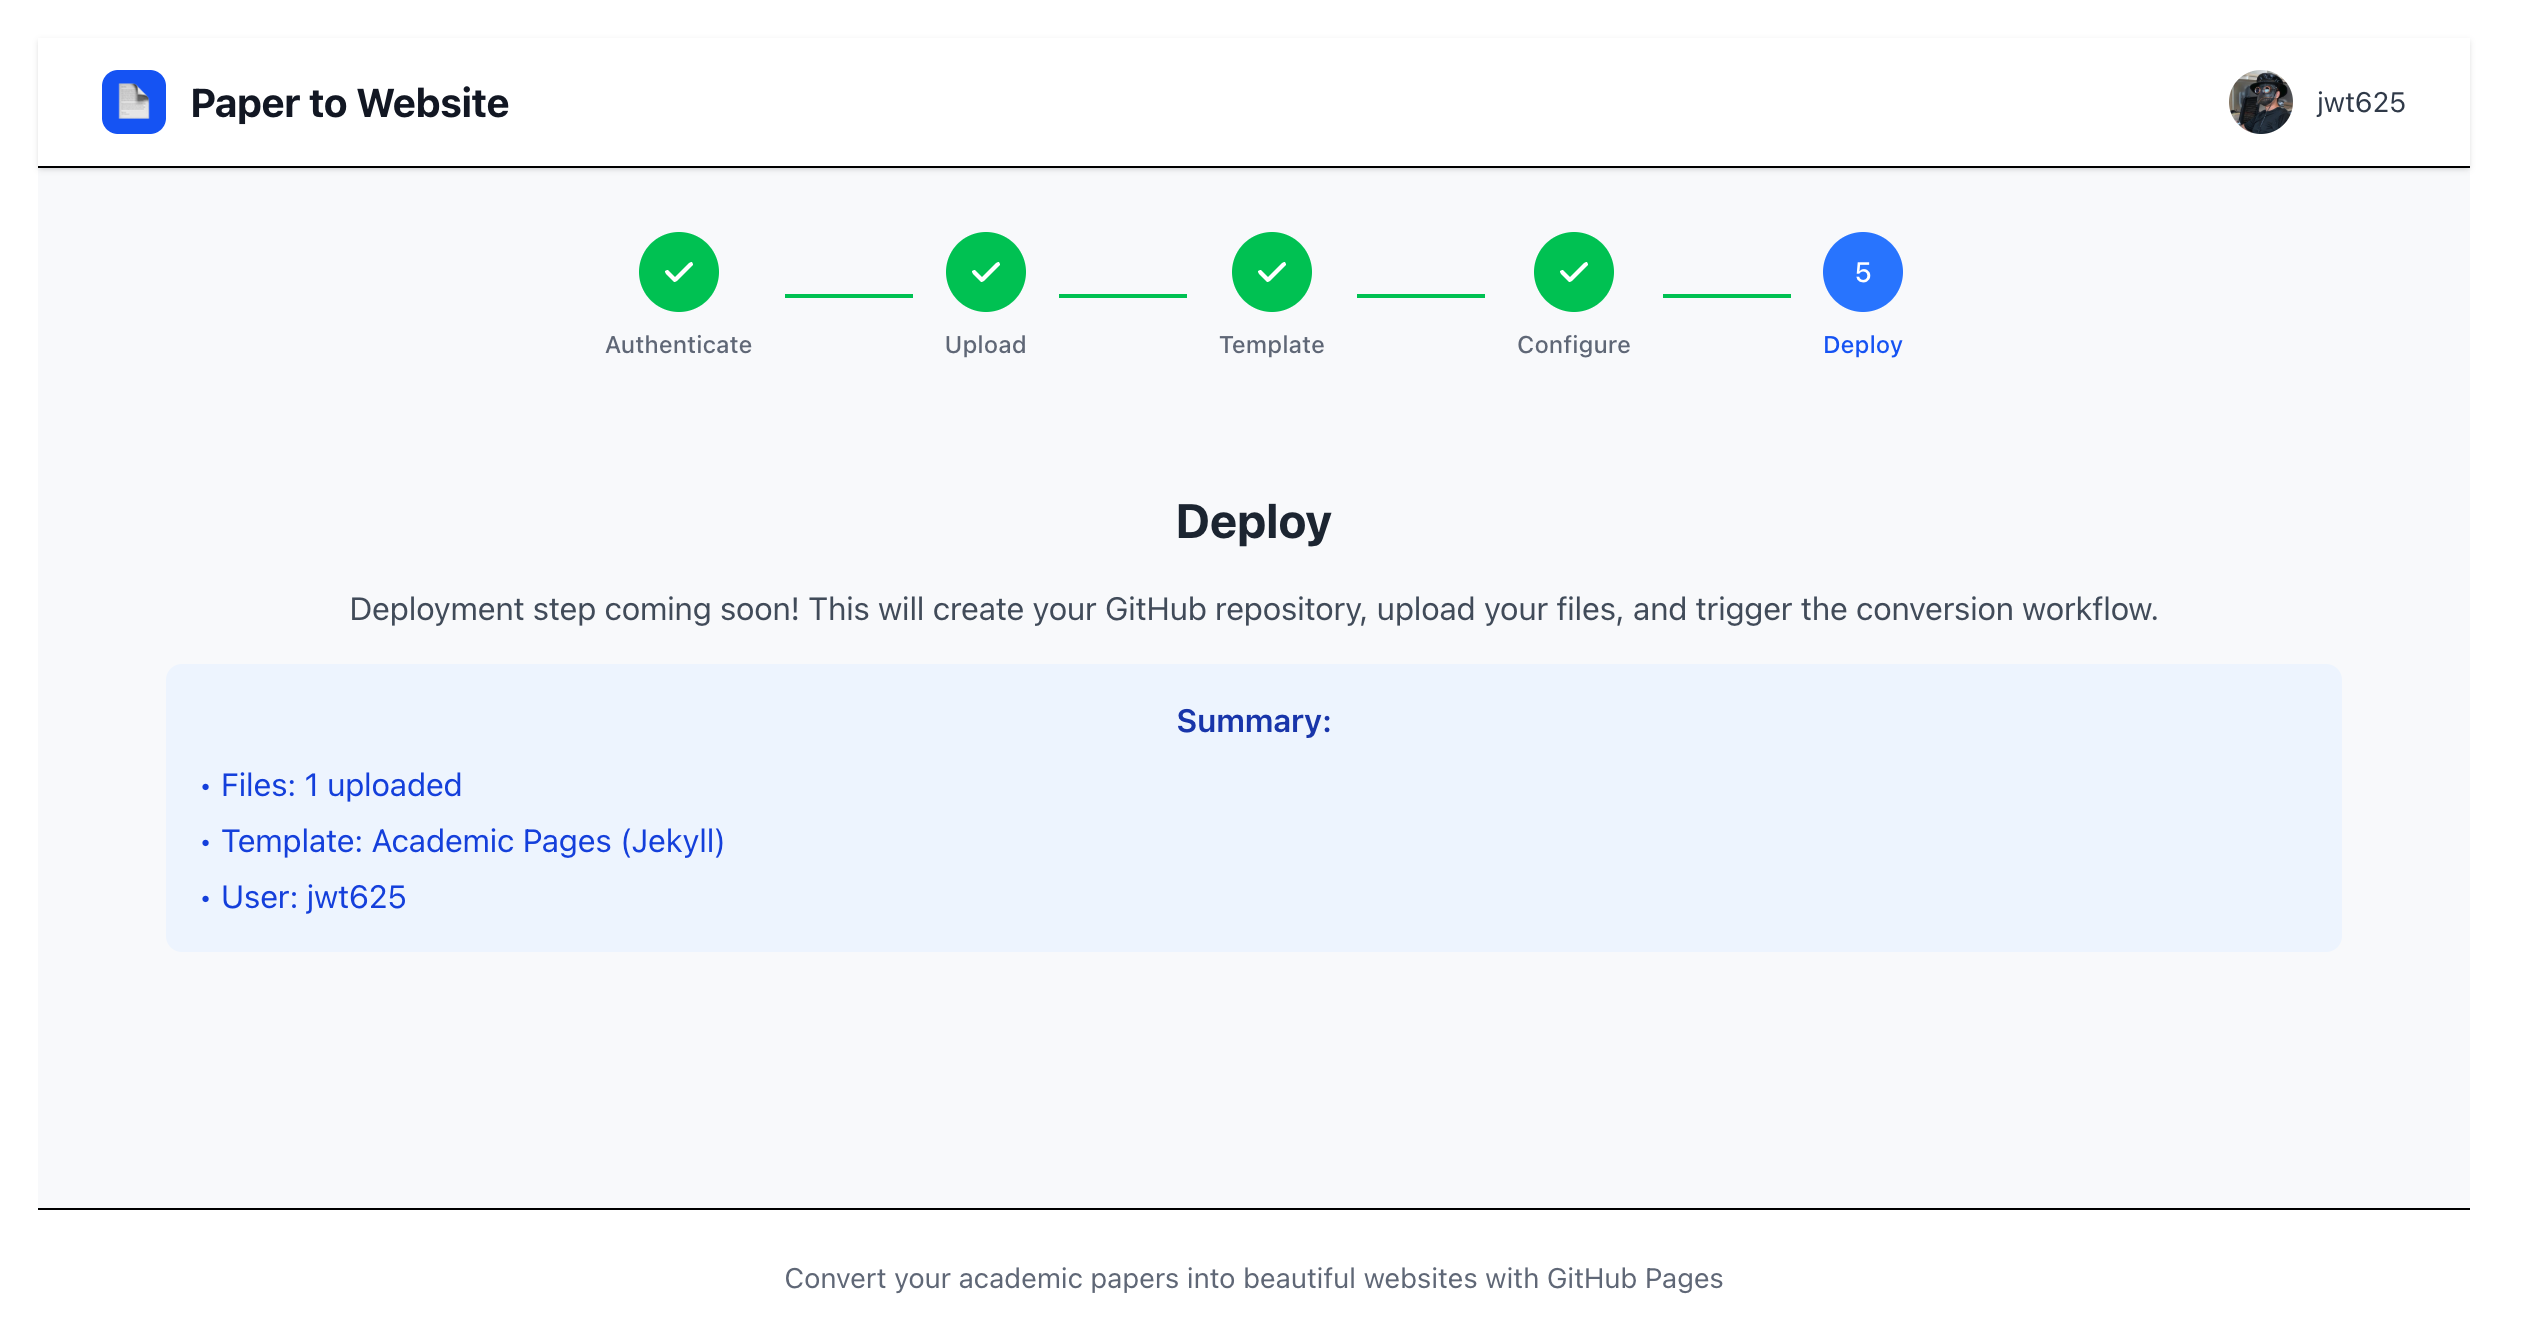 Paper to Website
jwt625
5
Authenticate
Upload
Template
Configure
Deploy
Deploy
Deployment step coming soon! This will create your GitHub repository, upload your files, and trigger the conversion workflow.
Summary:
• Files: 1 uploaded
• Template: Academic Pages (Jekyll)
• User: jwt625
Convert your academic papers into beautiful websites with GitHub Pages